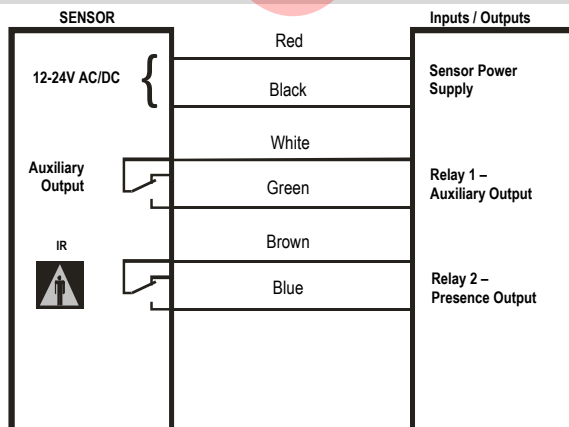 SENSOR
Inputs / Outputs
Red
12-24V AC/DC
Sensor Power
Supply
Black
White
Auxiliary
Output
Green
Relay 1 –
Auxiliary Output
Brown
IR
Blue
Relay 2 –
Presence Output